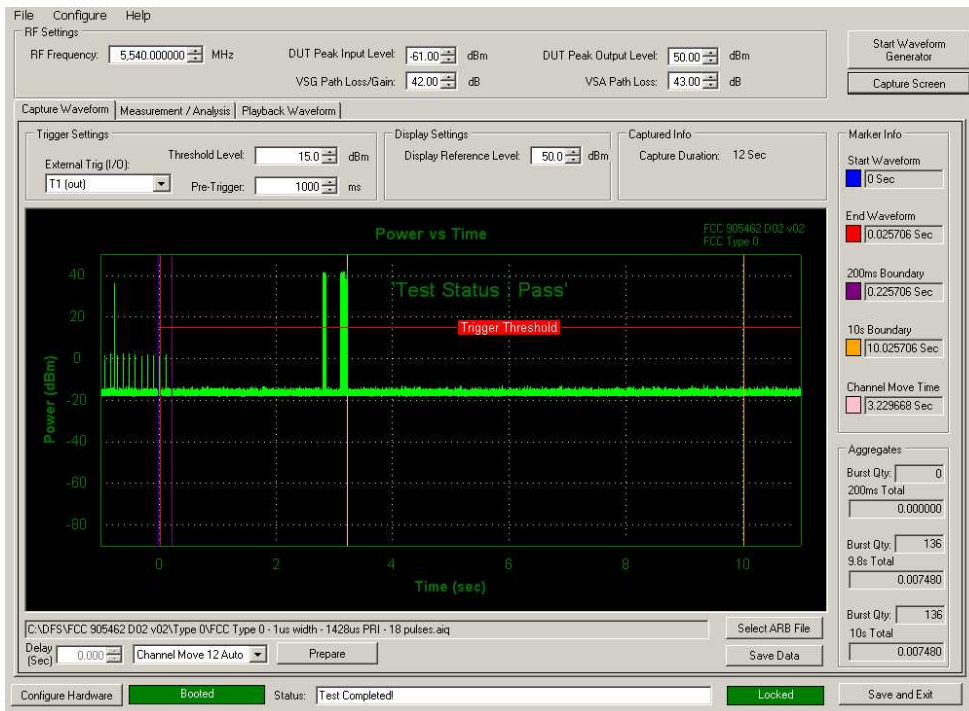 File Configure Help
RF Settings
RF Frequency: 5,540.000000 MHz DUT Peak Input Level: -61.00 dBm DUT Peak Output Level: 50.00 dBm
VSG Path Loss/Gain: 42.00 dB VSA Path Loss: 43.00 dB
Start Waveform
Generator
Capture Screen
Capture Waveform Measurement / Analysis Playback Waveform
Trigger Settings
External Trig (I/O):
T1 (out)
Threshold Level: 15.0 dBm
Pre-Trigger: 1000 ms
Display Settings
Display Reference Level: 50.0 dBm
Captured Info
Capture Duration: 12 Sec
Marker Info
Start Waveform
0 Sec
End Waveform
0.025706 Sec
200ms Boundary
0.225706 Sec
10s Boundary
10.025706 Sec
Channel Move Time
3.229668 Sec
Power vs Time
FCC 905462 D02 v02
FCC Type 0
'Test Status : Pass'
Trigger Threshold
Power (dBm)
40
20
0
-20
-40
-60
-80
0 2 4 6 8 10
Time (sec)
Aggregates
Burst Qty: 0
200ms Total
0.000000
Burst Qty: 136
9.8s Total
0.007480
Burst Qty: 136
10s Total
0.007480
C:\DFS\FCC 905462 D02 v02\Type 0\FCC Type 0 - 1us width - 1428us PRI - 18 pulses.aiq
Select ARB File
Delay
(Sec) 0.000 Channel Move 12 Auto Prepare Save Data
Configure Hardware Booted Status: Test Completed! Locked Save and Exit